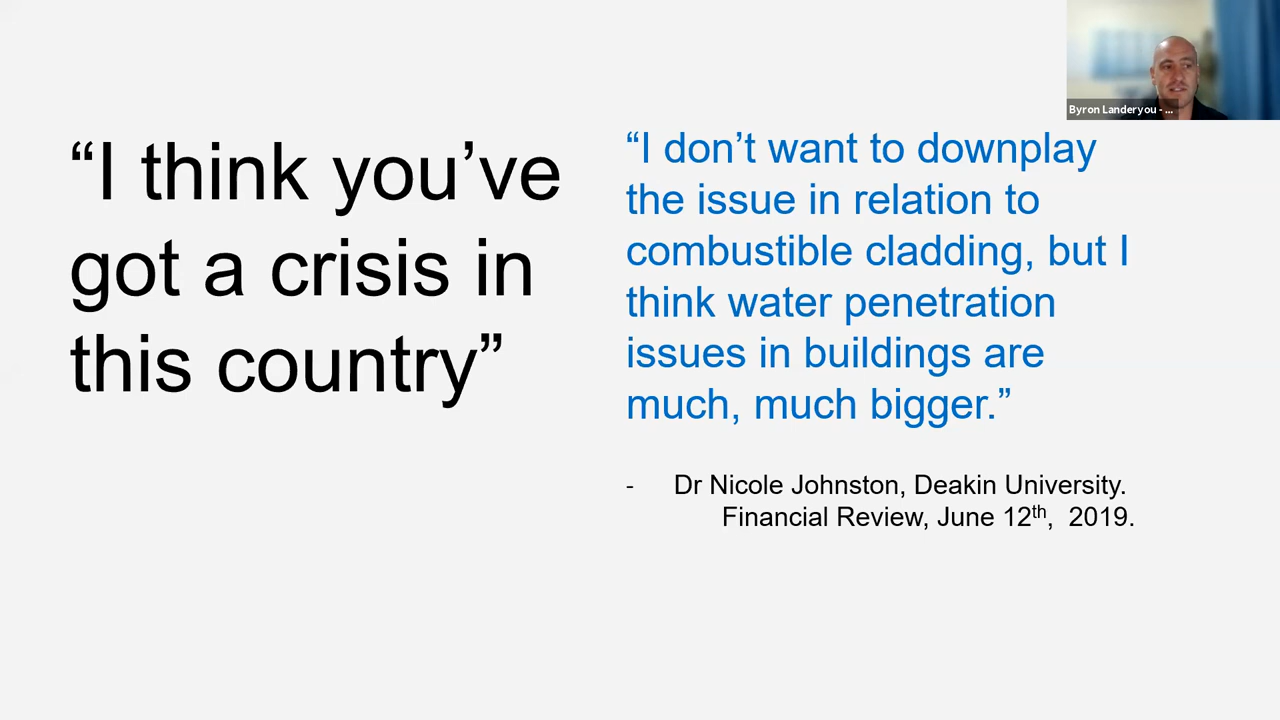 Byron Landeryou - ...
“I think you’ve
got a crisis in
this country”
“I don’t want to downplay
the issue in relation to
combustible cladding, but I
think water penetration
issues in buildings are
much, much bigger.”
- Dr Nicole Johnston, Deakin University.
Financial Review, June 12th, 2019.